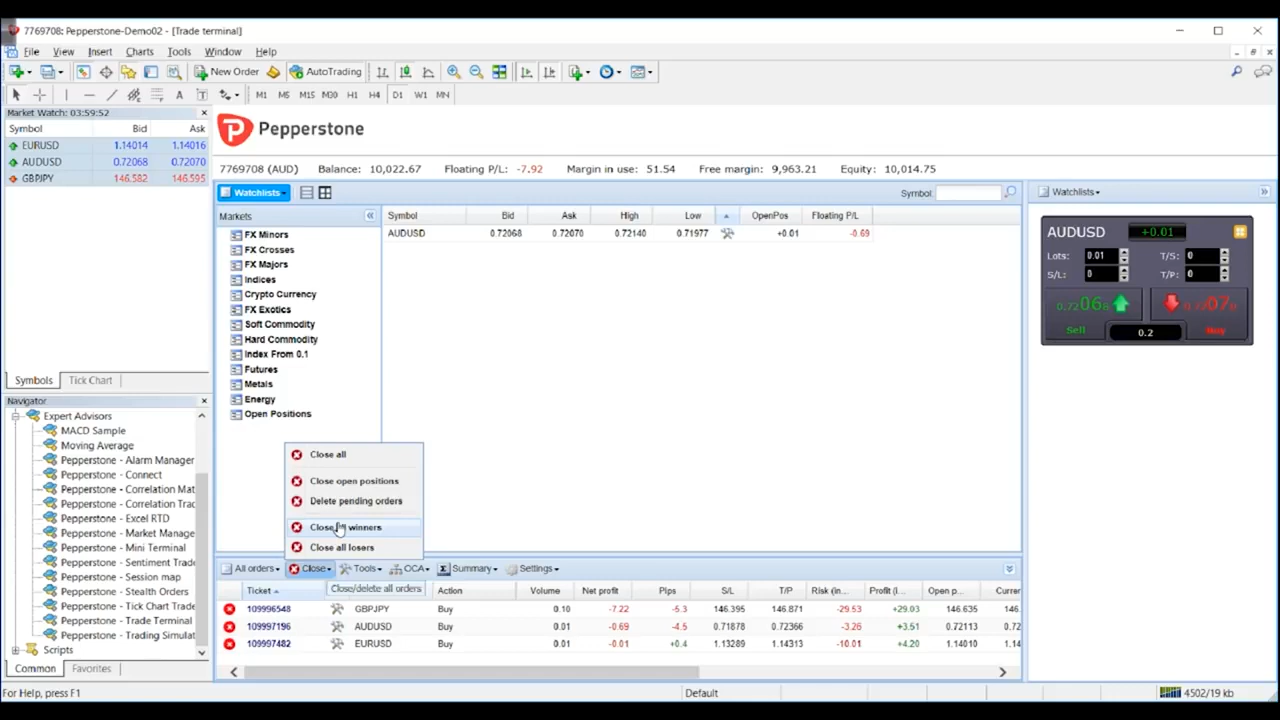 7769708: Pepperstone-Demo02 - [Trade terminal]
File View Insert Charts Tools Window Help
New Order AutoTrading
A T M1 M5 M15 M30 H1 H4 D1 W1 MN
Market Watch: 03:59:52
Symbol Bid Ask
EURUSD 1.14014 1.14016
AUDUSD 0.72068 0.72070
GBPJPY 146.582 146.595
Symbols Tick Chart
Navigator
Expert Advisors
MACD Sample
Moving Average
Pepperstone - Alarm Manager
Pepperstone - Connect
Pepperstone - Correlation Mat
Pepperstone - Correlation Trad
Pepperstone - Excel RTD
Pepperstone - Market Manage
Pepperstone - Mini Terminal
Pepperstone - Sentiment Trade
Pepperstone - Session map
Pepperstone - Stealth Orders
Pepperstone - Tick Chart Trade
Pepperstone - Trade Terminal
Pepperstone - Trading Simulat
Scripts
Common Favorites
Pepperstone
7769708 (AUD) Balance: 10,022.67 Floating P/L: -7.92 Margin in use: 51.54 Free margin: 9,963.21 Equity: 10,014.75
Watchlists Symbol:
Markets
FX Minors
FX Crosses
FX Majors
Indices
Crypto Currency
FX Exotics
Soft Commodity
Hard Commodity
Index From 0.1
Futures
Metals
Energy
Open Positions
Symbol Bid Ask High Low OpenPos Floating P/L
AUDUSD 0.72068 0.72070 0.72140 0.71977 +0.01 -0.69
Close all
Close open positions
Delete pending orders
Close winners
Close all losers
All orders Close Tools OCA Summary Settings
Close/delete all orders
Ticket Action Volume Net profit Pips S/L T/P Risk (in... Profit (i... Open p... Current
109996548 GBPJPY Buy 0.10 -7.22 -5.3 146.395 146.871 -29.53 +29.03 146.635 146.
109997196 AUDUSD Buy 0.01 -0.69 -4.5 0.71878 0.72366 -3.26 +3.51 0.72113 0.72
109997482 EURUSD Buy 0.01 -0.01 +0.4 1.13289 1.14313 -10.01 +4.20 1.14010 1.14
Watchlists
AUDUSD +0.01
Lots: 0.01 T/S: 0
S/L: 0 T/P: 0
0.7206
Sell 0.2 Buy
For Help, press F1 Default 4502/19 kb